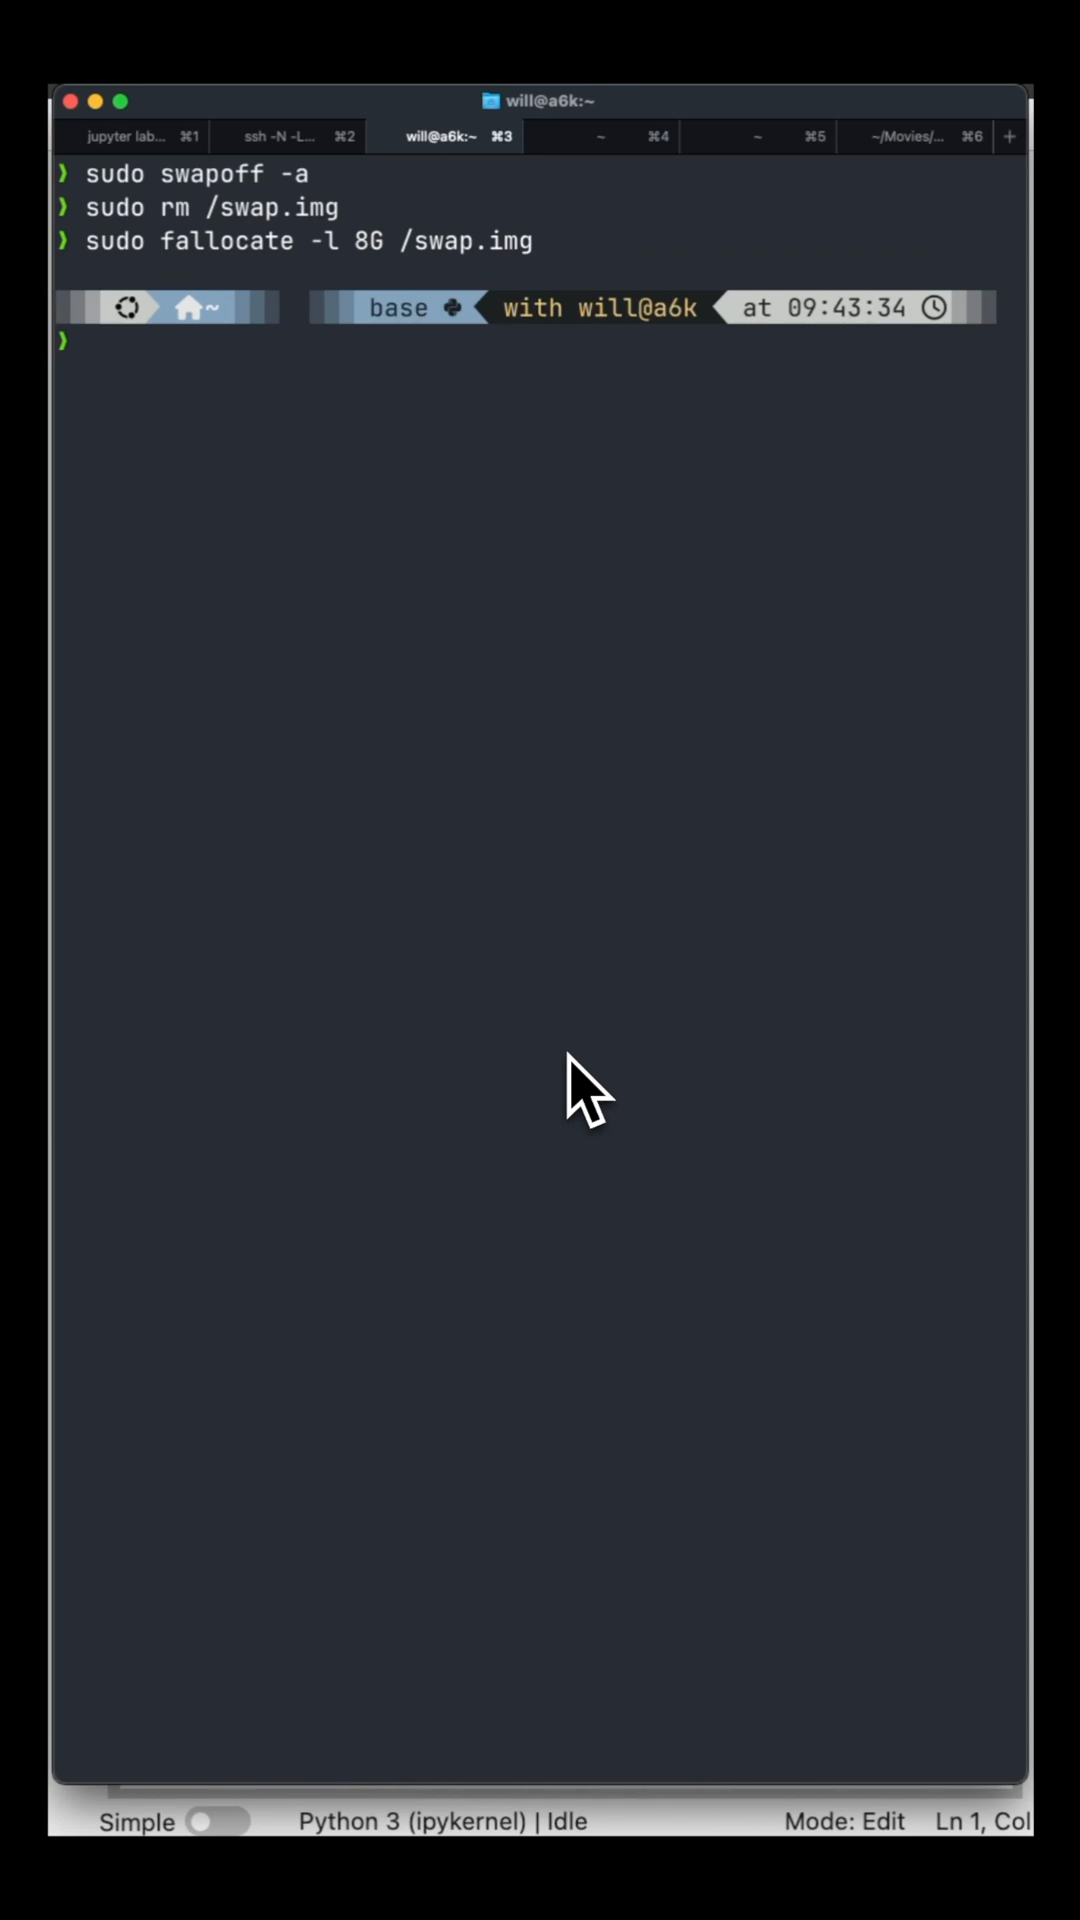 will@a6k:~
jupyter lab... ⌘1 ssh -N -L... ⌘2 will@a6k:~ ⌘3 ~ ⌘4 ~ ⌘5 ~/Movies/... ⌘6 +
❯ sudo swapoff -a
❯ sudo rm /swap.img
❯ sudo fallocate -l 8G /swap.img
~ base with will@a6k at 09:43:34
❯
Simple Python 3 (ipykernel) | Idle Mode: Edit Ln 1, Col